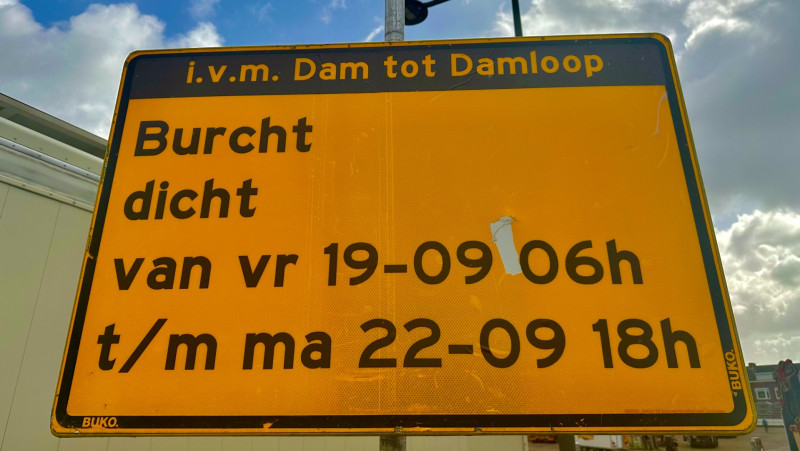 i.v.m. Dam tot Damloop
Burcht
dicht
van vr 19-09 06h
t/m ma 22-09 18h
BUKO.
BUKO.